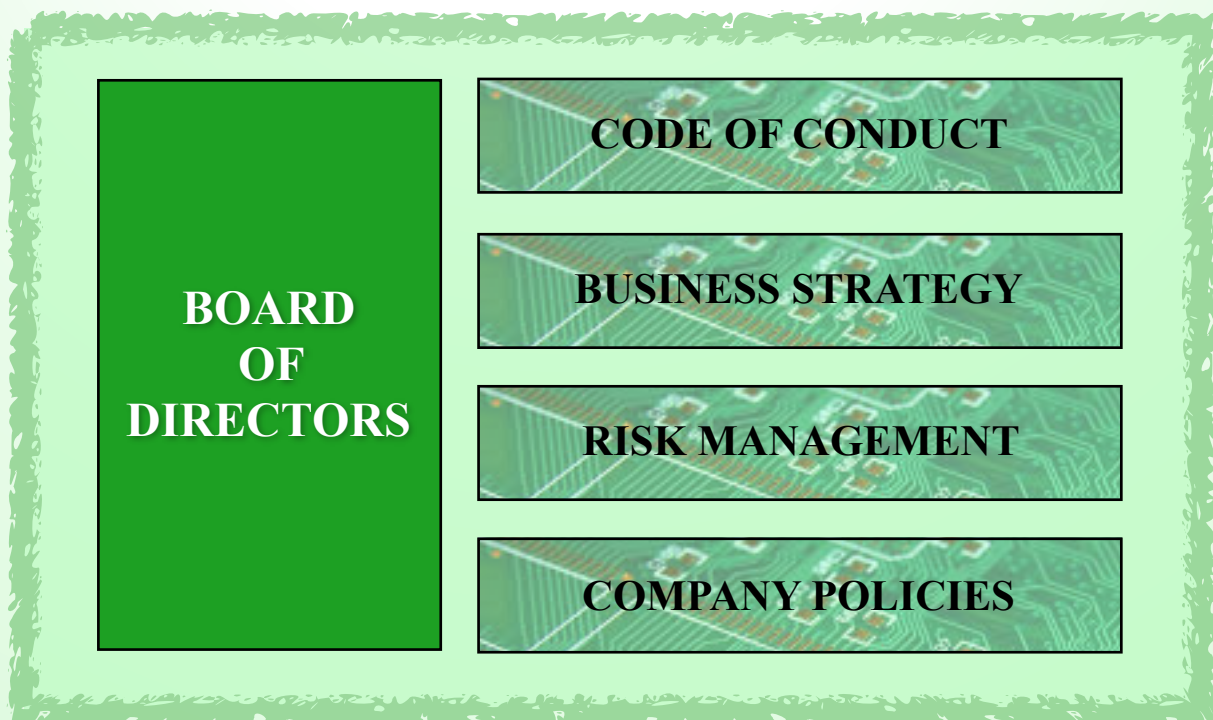 BOARD
OF
DIRECTORS
CODE OF CONDUCT
BUSINESS STRATEGY
RISK MANAGEMENT
COMPANY POLICIES